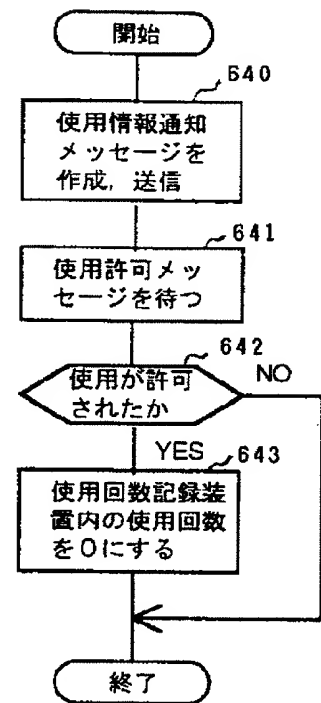 開始
640
使用情報通知
メッセージを
作成，送信
641
使用許可メッ
セージを待つ
642
使用が許可
されたか
NO
YES
643
使用回数記録装
置内の使用回数
を0にする
終了